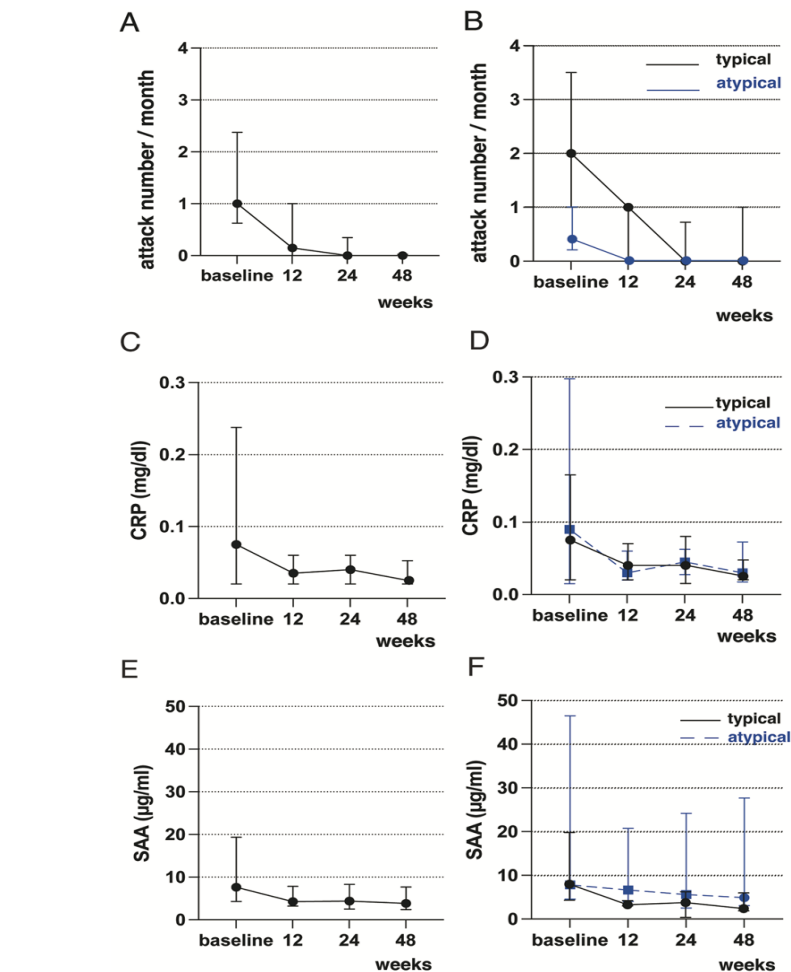 A
attack number / month
4
3
2
1
0
baseline 12 24 48
weeks
B
attack number / month
4
3
2
1
0
typical
atypical
baseline 12 24 48
weeks
C
CRP (mg/dl)
0.3
0.2
0.1
0.0
baseline 12 24 48
weeks
D
CRP (mg/dl)
0.3
0.2
0.1
0.0
typical
atypical
baseline 12 24 48
weeks
E
SAA (µg/ml)
50
40
30
20
10
0
baseline 12 24 48
weeks
F
SAA (µg/ml)
50
40
30
20
10
0
typical
atypical
baseline 12 24 48
weeks